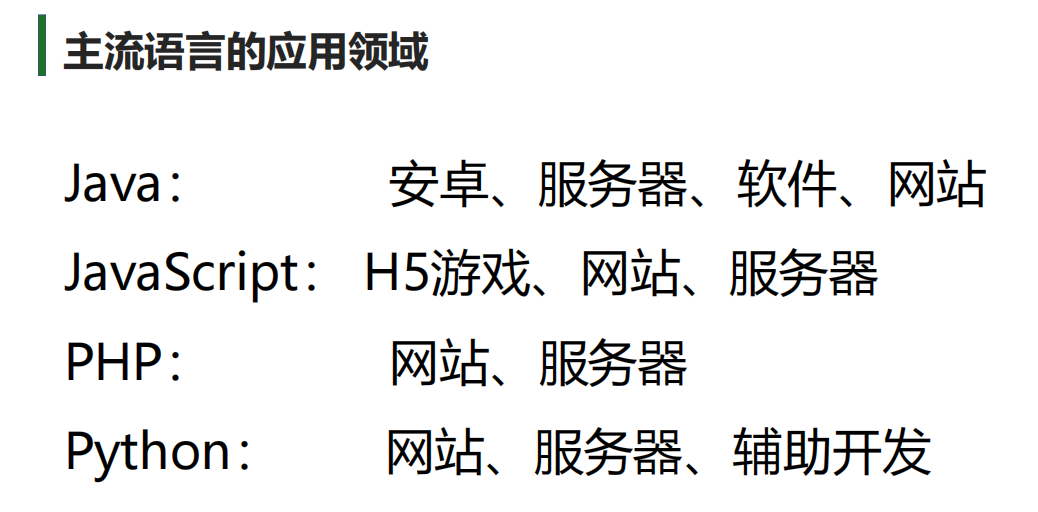 主流语言的应用领域
Java： 安卓、服务器、软件、网站
JavaScript： H5游戏、网站、服务器
PHP： 网站、服务器
Python： 网站、服务器、辅助开发